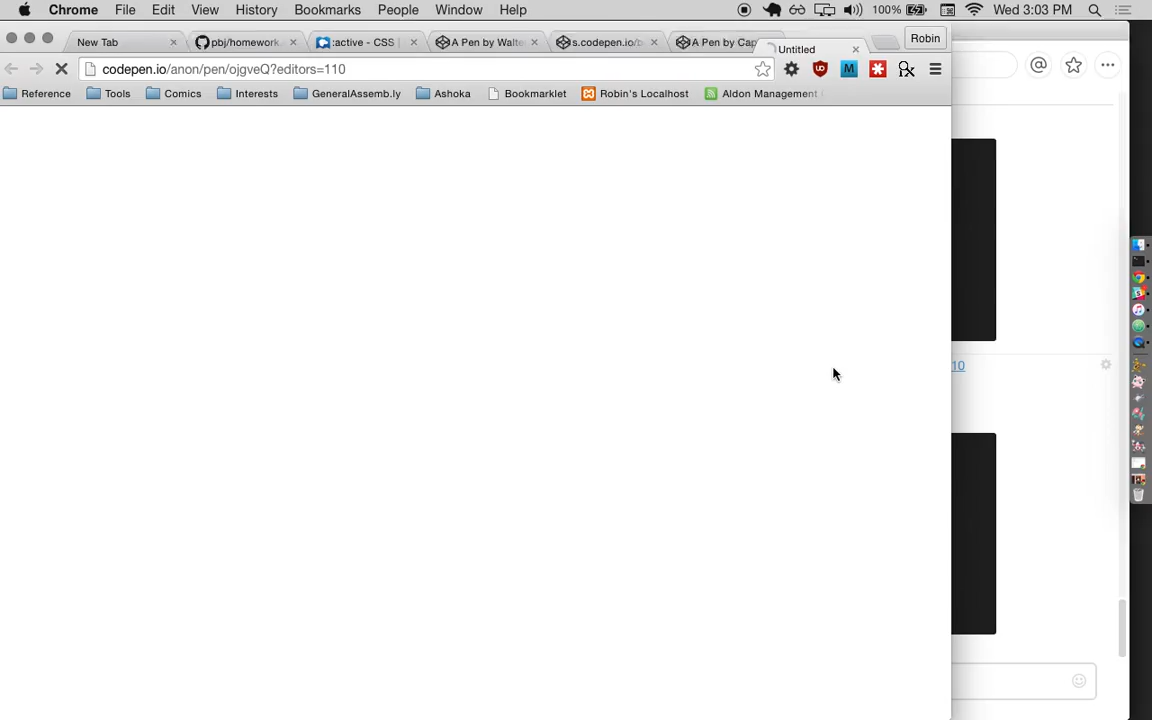 Chrome File Edit View History Bookmarks People Window Help 100% Wed 3:03 PM
New Tab pbj/homework :active - CSS | A Pen by Walte s.codepen.io/b A Pen by Cap Untitled Robin
codepen.io/anon/pen/ojgveQ?editors=110
Reference Tools Comics Interests GeneralAssemb.ly Ashoka Bookmarklet Robin's Localhost Aldon Management
10